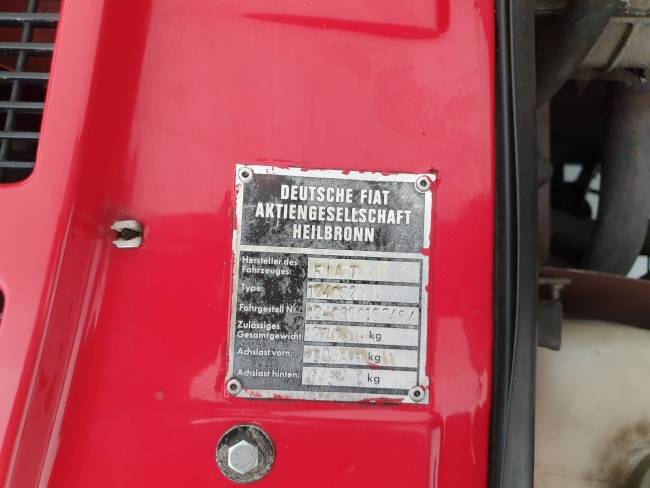 DEUTSCHE FIAT
AKTIENGESELLSCHAFT
HEILBRONN
Hersteller des
Fahrzeuges: FIAT
Type:
Fahrgestell Nr.:
Zulässiges
Gesamtgewicht: kg
Achslast vorn: kg
Achslast hinten: kg